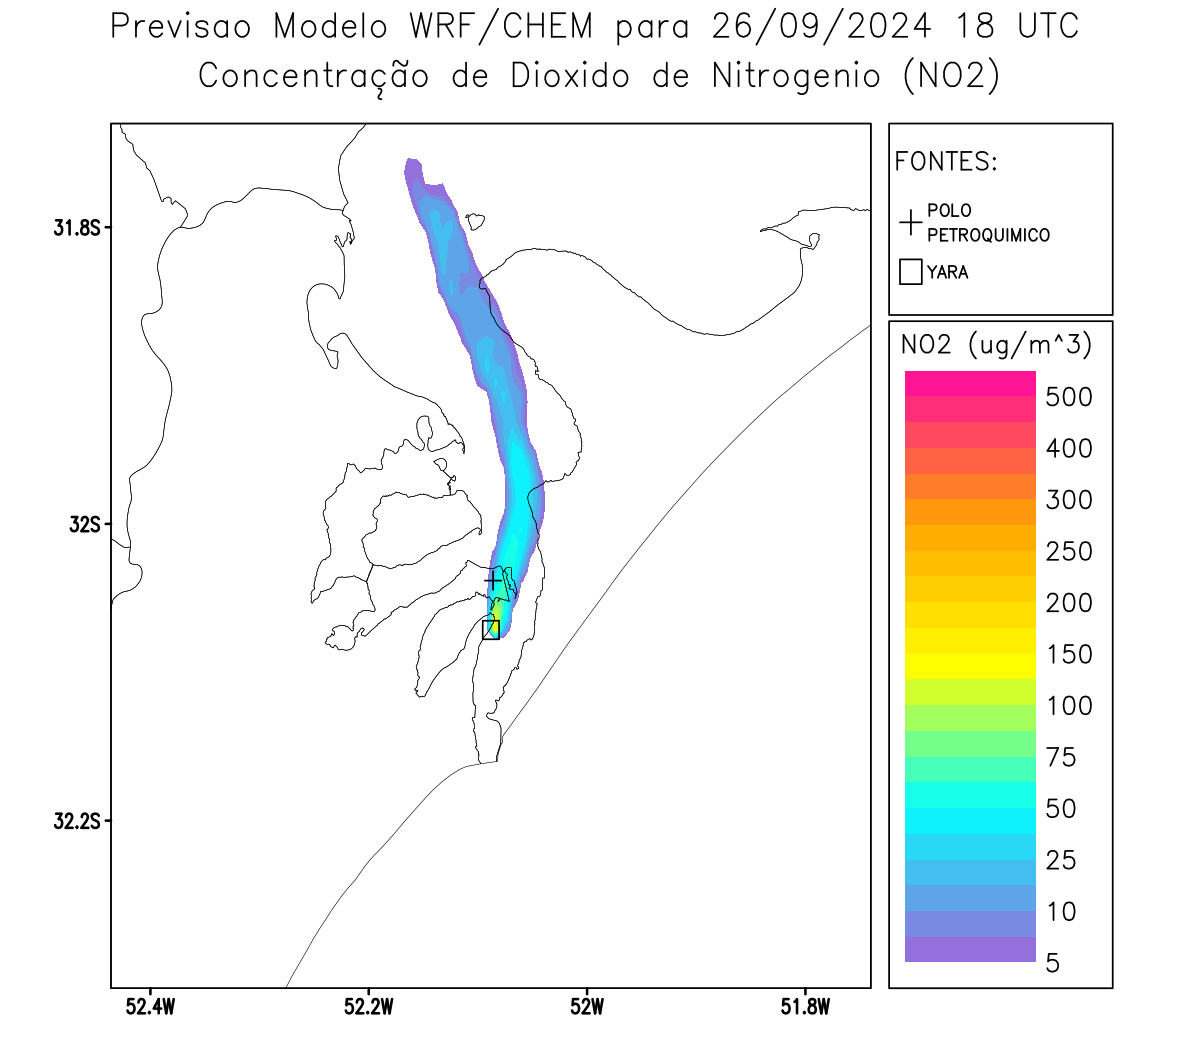 Previsao Modelo WRF/CHEM para 26/09/2024 18 UTC
Concentração de Dioxido de Nitrogenio (NO2)
FONTES:
POLO
PETROQUIMICO
YARA
NO2 (ug/m^3)
500
400
300
250
200
150
100
75
50
25
10
5
31.8S
32S
32.2S
52.4W
52.2W
52W
51.8W